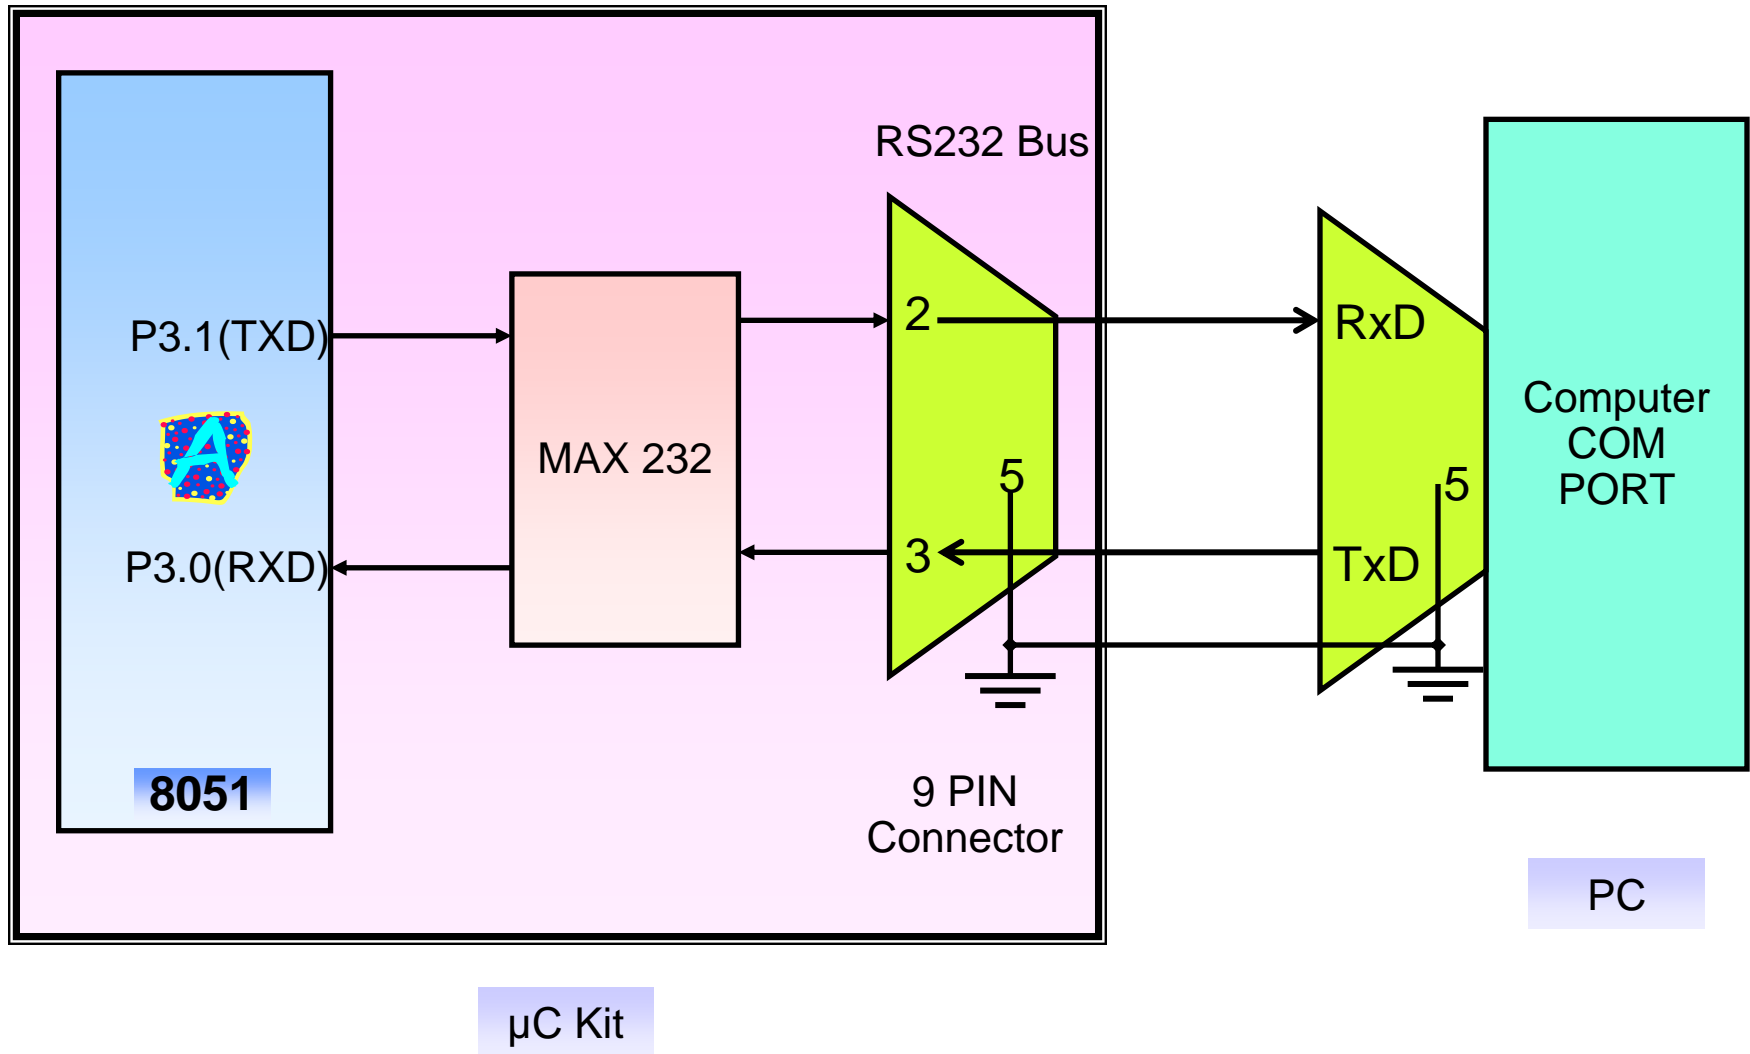 RS232 Bus
P3.1(TXD)
2
RxD
A
MAX 232
Computer
COM
PORT
5
5
P3.0(RXD)
3
TxD
8051
9 PIN
Connector
PC
µC Kit